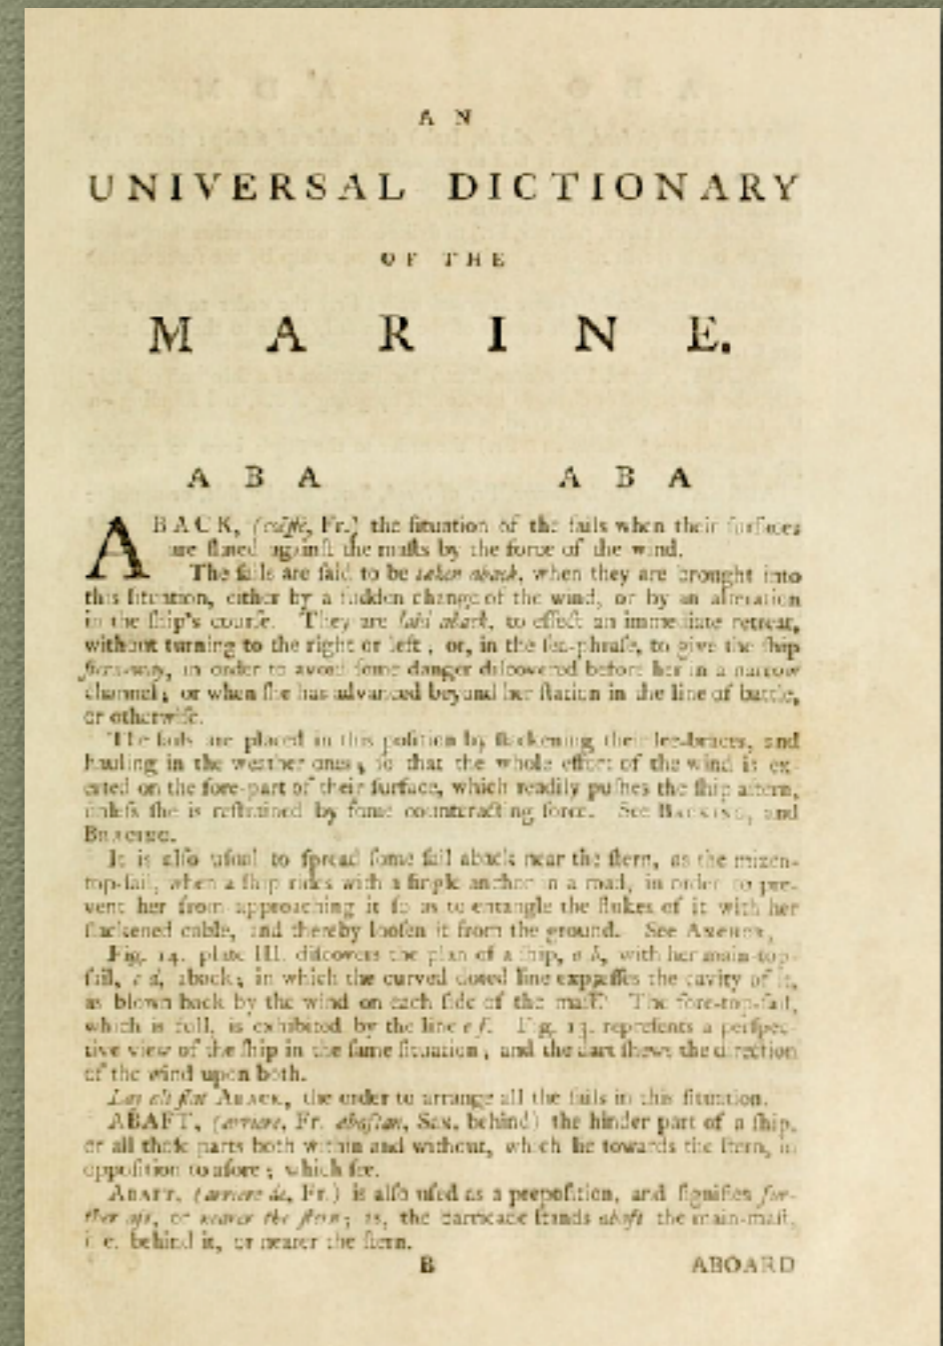 A N
UNIVERSAL DICTIONARY
OF THE
M A R I N E.
A B A A B A
ABACK, Fr.) the ſituation of the ſails when their ſurfaces
are flatted againſt the maſts by the force of the wind.
The ſails are ſaid to be taken aback, when they are brought into
this ſituation, either by a ſudden change of the wind, or by an alteration
in the ſhip's courſe. They are laid aback, to effect an immediate retreat,
without turning to the right or left; or, in the ſea-phraſe, to give the ſhip
ſtern-way, in order to avoid ſome danger diſcovered before her in a narrow
channel; or when ſhe has advanced beyond her ſtation in the line of battle,
or otherwiſe.
The ſails are placed in this poſition by ſlackening their lee-braces, and
hauling in the weather ones; ſo that the whole effort of the wind is ex-
erted on the fore-part of their ſurface, which readily puſhes the ſhip aſtern,
unleſs ſhe is reſtrained by ſome counteracting force. See BACKING, and
BRACING.
It is alſo uſual to ſpread ſome ſail aback near the ſtern, as the mizen-
top-ſail, when a ſhip rides with a ſingle anchor in a road, in order to pre-
vent her from approaching it ſo as to entangle the flukes of it with her
ſlackened cable, and thereby looſen it from the ground. See ANCHOR,
Fig. 14. plate III. diſcovers the plan of a ſhip, a b, with her main-top-
ſail, c d, aback; in which the curved dotted line expreſſes the cavity of it,
as blown back by the wind on each ſide of the maſt. The fore-top-ſail,
which is full, is exhibited by the line e f. Fig. 13. repreſents a perſpec-
tive view of the ſhip in the ſame ſituation; and the dart ſhews the direction
of the wind upon both.
Lay all flat ABACK, the order to arrange all the ſails in this ſituation.
ABAFT, (arriere, Fr. abaftan, Sax. behind) the hinder part of a ſhip,
or all thoſe parts both within and without, which lie towards the ſtern, in
oppoſition to afore; which ſee.
ABAFT, (arriere de, Fr.) is alſo uſed as a prepoſition, and ſignifies fur-
ther aft, or nearer the ſtern; as, the barricade ſtands abaft the main-maſt,
i. e. behind it, or nearer the ſtern.
B ABOARD